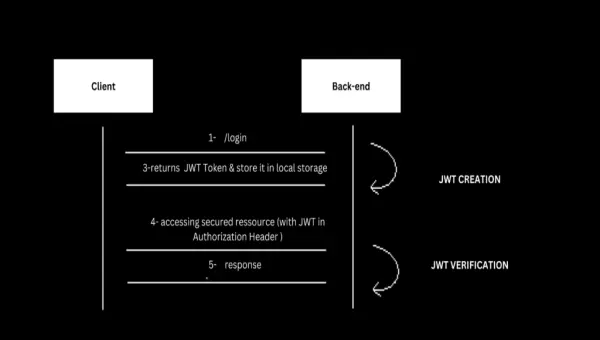 Client
Back-end
1- /login
3-returns JWT Token & store it in local storage
JWT CREATION
4- accessing secured ressource (with JWT in
Authorization Header )
5- response
JWT VERIFICATION